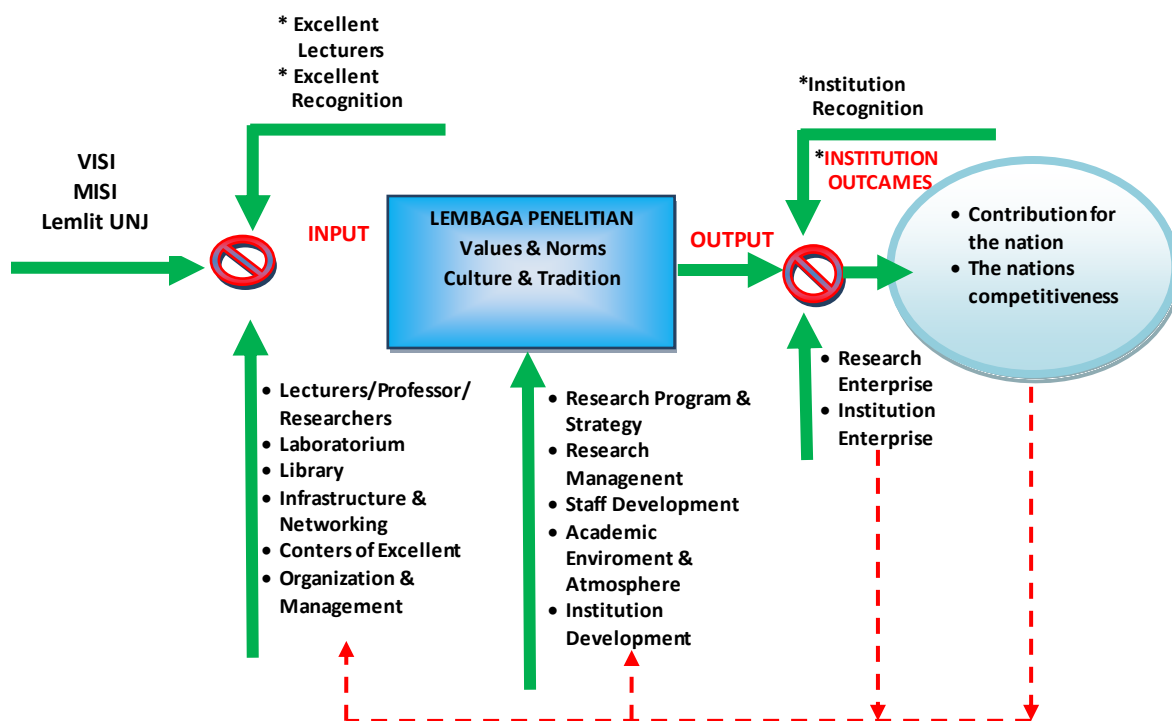 * Excellent
Lecturers
* Excellent
Recognition
*Institution
Recognition
*INSTITUTION
OUTCAMES
VISI
MISI
Lemlit UNJ
INPUT
LEMBAGA PENELITIAN
Values & Norms
Culture & Tradition
OUTPUT
• Contribution for
the nation
• The nations
competitiveness
• Lecturers/Professor/
Researchers
• Laboratorium
• Library
• Infrastructure &
Networking
• Conters of Excellent
• Organization &
Management
• Research Program &
Strategy
• Research
Managenent
• Staff Development
• Academic
Enviroment &
Atmosphere
• Institution
Development
• Research
Enterprise
• Institution
Enterprise